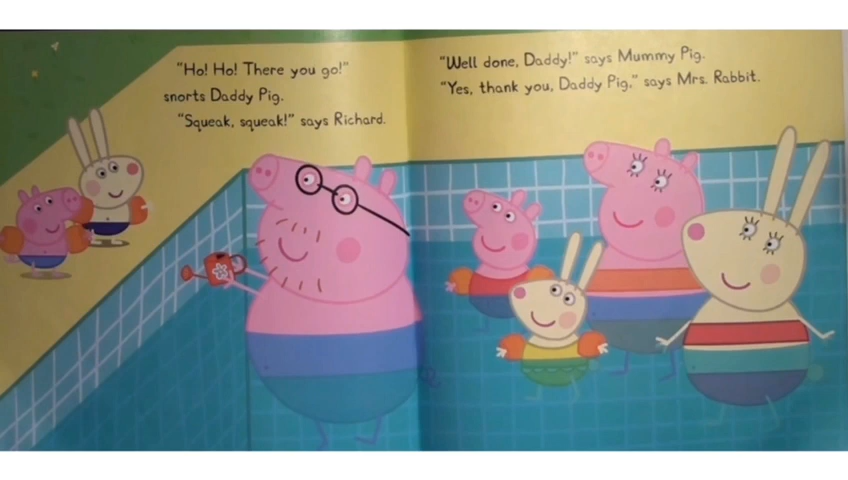 "Ho! Ho! There you go!"
snorts Daddy Pig.
"Squeak, squeak!" says Richard.
"Well done, Daddy!" says Mummy Pig.
"Yes, thank you, Daddy Pig," says Mrs. Rabbit.